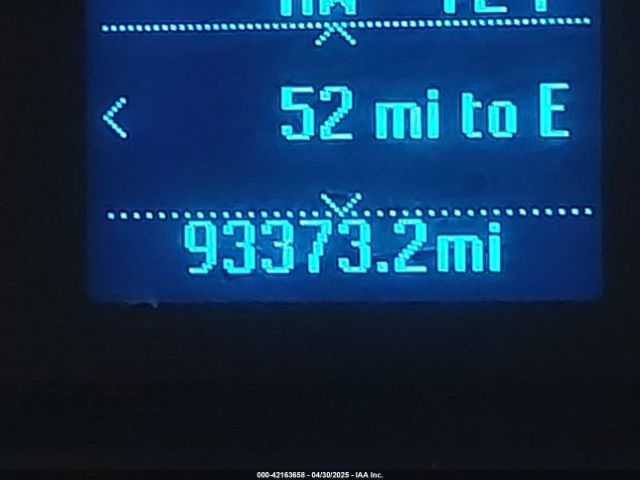 52 mi to E
93373.2mi
000-42163658 - 04/30/2025 - IAA Inc.